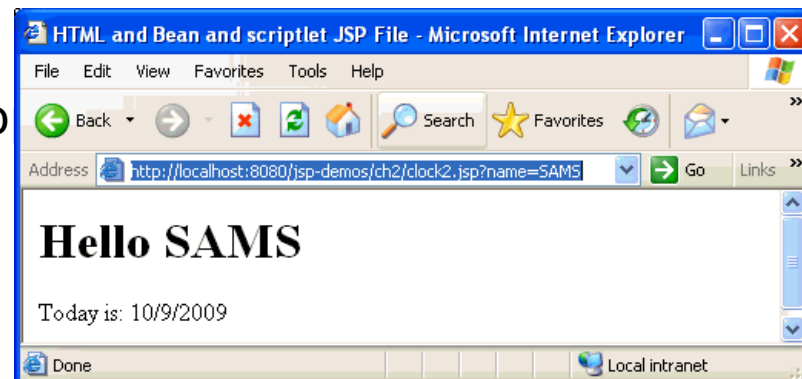 HTML and Bean and scriptlet JSP File - Microsoft Internet Explorer
File Edit View Favorites Tools Help
Back Search Favorites »
Address http://localhost:8080/jsp-demos/ch2/clock2.jsp?name=SAMS Go Links »
Hello SAMS
Today is: 10/9/2009
Done Local intranet